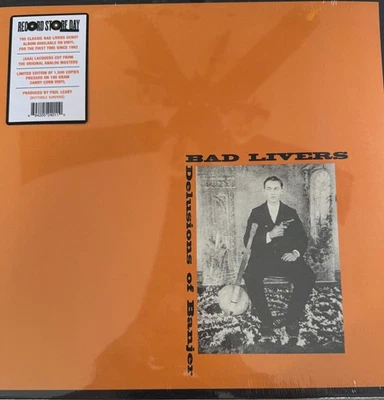 RECORD STORE DAY
THE CLASSIC BAD LIVERS DEBUT
ALBUM AVAILABLE ON VINYL
FOR THE FIRST TIME SINCE 1992
(AAA) LACQUERS CUT FROM
THE ORIGINAL ANALOG MASTERS
LIMITED EDITION OF 1,500 COPIES
PRESSED ON 180 GRAM
CANDY CORN VINYL
PRODUCED BY PAUL LEARY
(BUTTHOLE SURFERS)
BAD LIVERS
Delusions of Banjer